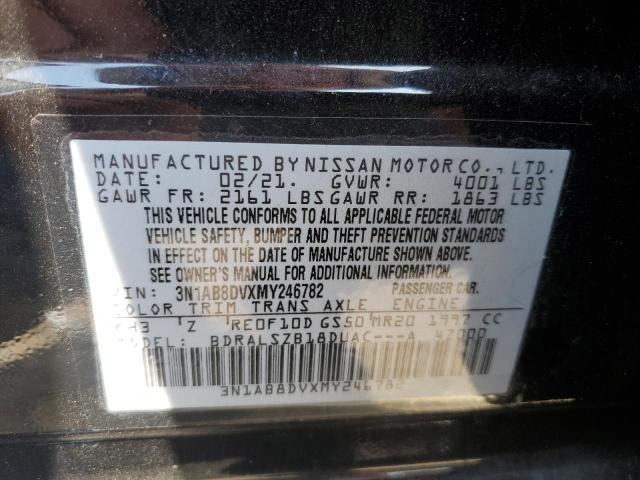 MANUFACTURED BY NISSAN MOTOR CO., LTD.
DATE: 02/21. GVWR: 4001 LBS
GAWR FR: 2161 LBS GAWR RR: 1863 LBS
THIS VEHICLE CONFORMS TO ALL APPLICABLE FEDERAL MOTOR
VEHICLE SAFETY, BUMPER AND THEFT PREVENTION STANDARDS
IN EFFECT ON THE DATE OF MANUFACTURE SHOWN ABOVE.
SEE OWNER'S MANUAL FOR ADDITIONAL INFORMATION.
VIN: 3N1AB8DVXMY246782 PASSENGER CAR.
COLOR TRIM TRANS AXLE ENGINE
KH3 Z RE0F10D GS50 MR20 1997 CC
MODEL: BDRALSZB18DUAC---A 47000
3N1AB8DVXMY246782